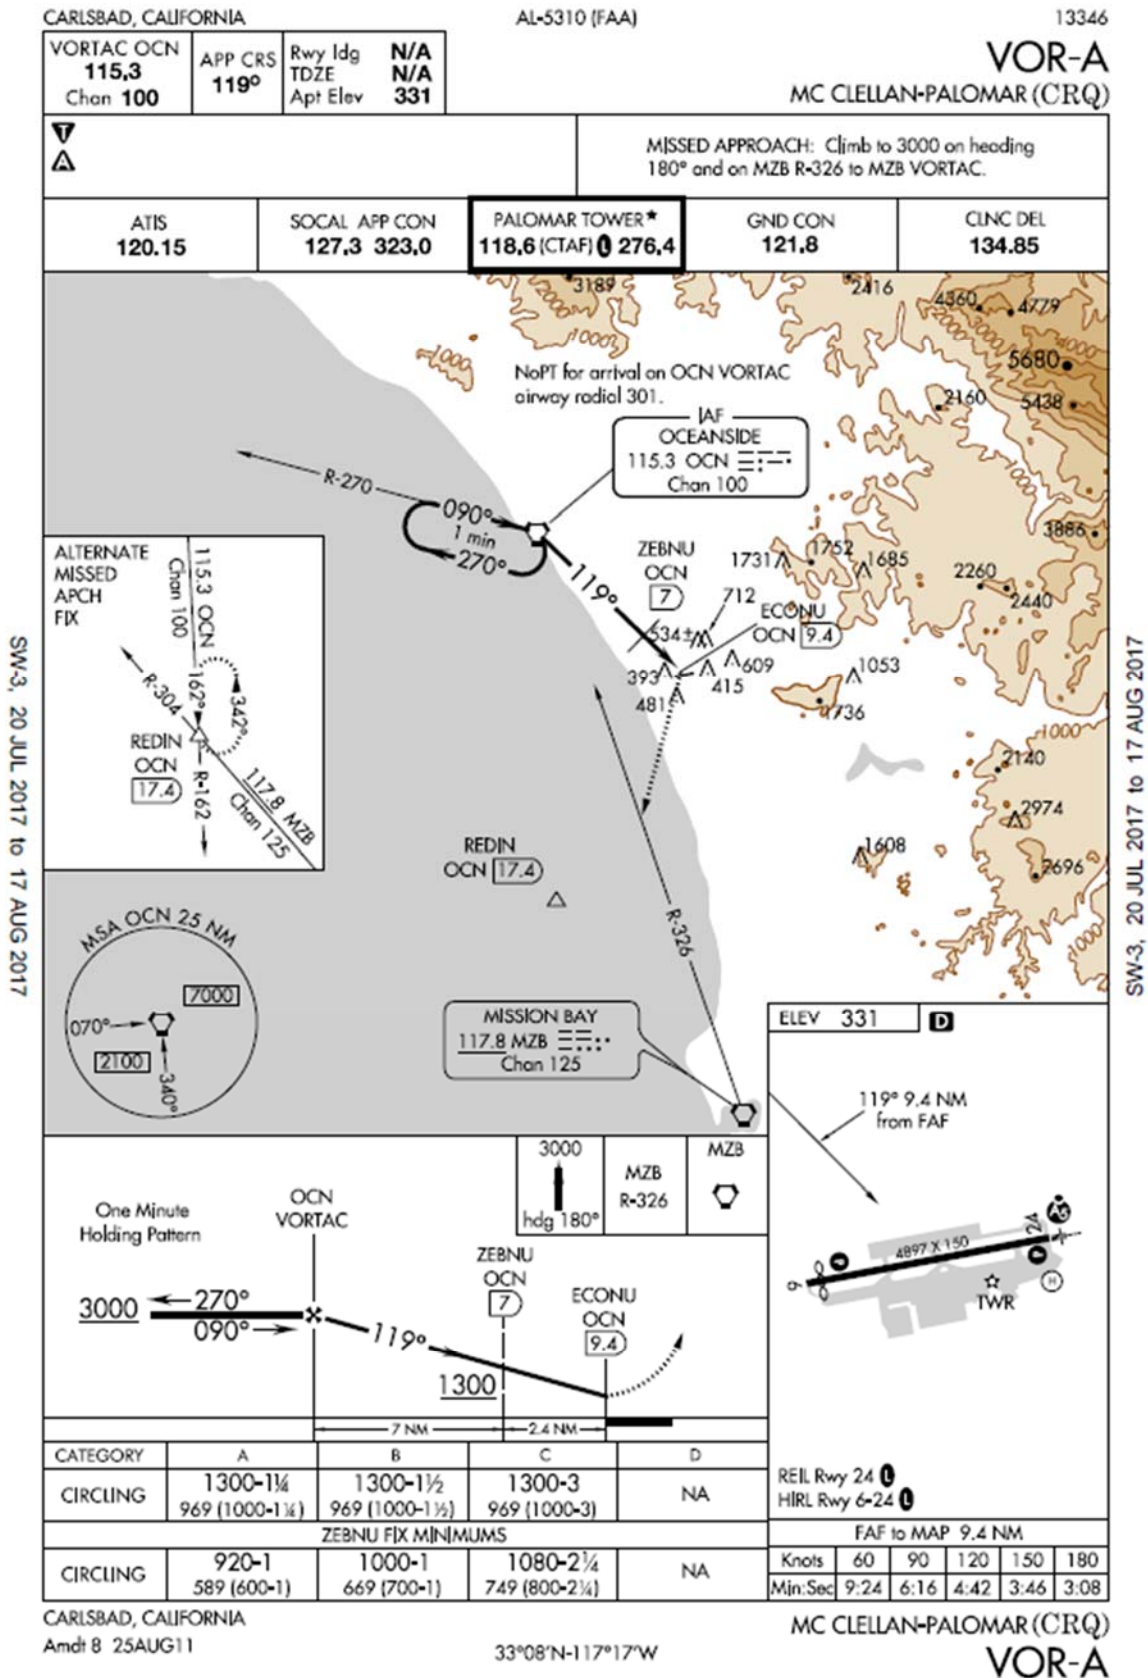 CARLSBAD, CALIFORNIA
AL-5310 (FAA)
13346
VORTAC OCN
115.3
Chan 100
APP CRS
119°
Rwy ldg N/A
TDZE N/A
Apt Elev 331
VOR-A
MC CLELLAN-PALOMAR (CRQ)
T
A
MISSED APPROACH: Climb to 3000 on heading
180° and on MZB R-326 to MZB VORTAC.
ATIS
120.15
SOCAL APP CON
127.3 323.0
PALOMAR TOWER★
118.6 (CTAF) L 276.4
GND CON
121.8
CLNC DEL
134.85
3189
2416
4360
4779
1000
1000
5680
NoPT for arrival on OCN VORTAC
airway radial 301.
2160
5438
IAF
OCEANSIDE
115.3 OCN
Chan 100
R-270
090°
1 min
270°
119°
3886
ZEBNU
OCN
7
1731
1752
1685
2260
2440
712
ECONU
OCN 9.4
534±
393
481
415
609
1053
1736
ALTERNATE
MISSED
APCH
FIX
115.3 OCN
Chan 100
162°
342°
R-304
REDIN
OCN
17.4
R-162
117.8 MZB
Chan 125
1000
2140
2974
1608
2696
1000
REDIN
OCN 17.4
R-326
MSA OCN 25 NM
7000
070°
2100
340°
MISSION BAY
117.8 MZB
Chan 125
ELEV 331
D
119° 9.4 NM
from FAF
4897 X 150
6
24
A5
TWR
H
REIL Rwy 24 L
HIRL Rwy 6-24 L
3000
hdg 180°
MZB
R-326
MZB
One Minute
Holding Pattern
OCN
VORTAC
ZEBNU
OCN
7
ECONU
OCN
9.4
3000
270°
090°
119°
1300
7 NM
2.4 NM
CATEGORY A B C D
CIRCLING
1300-1¼
969 (1000-1¼)
1300-1½
969 (1000-1½)
1300-3
969 (1000-3)
NA
ZEBNU FIX MINIMUMS
CIRCLING
920-1
589 (600-1)
1000-1
669 (700-1)
1080-2¼
749 (800-2¼)
NA
FAF to MAP 9.4 NM
Knots 60 90 120 150 180
Min:Sec 9:24 6:16 4:42 3:46 3:08
CARLSBAD, CALIFORNIA
Amdt 8 25AUG11
33°08'N-117°17'W
MC CLELLAN-PALOMAR (CRQ)
VOR-A
SW-3, 20 JUL 2017 to 17 AUG 2017
SW-3, 20 JUL 2017 to 17 AUG 2017